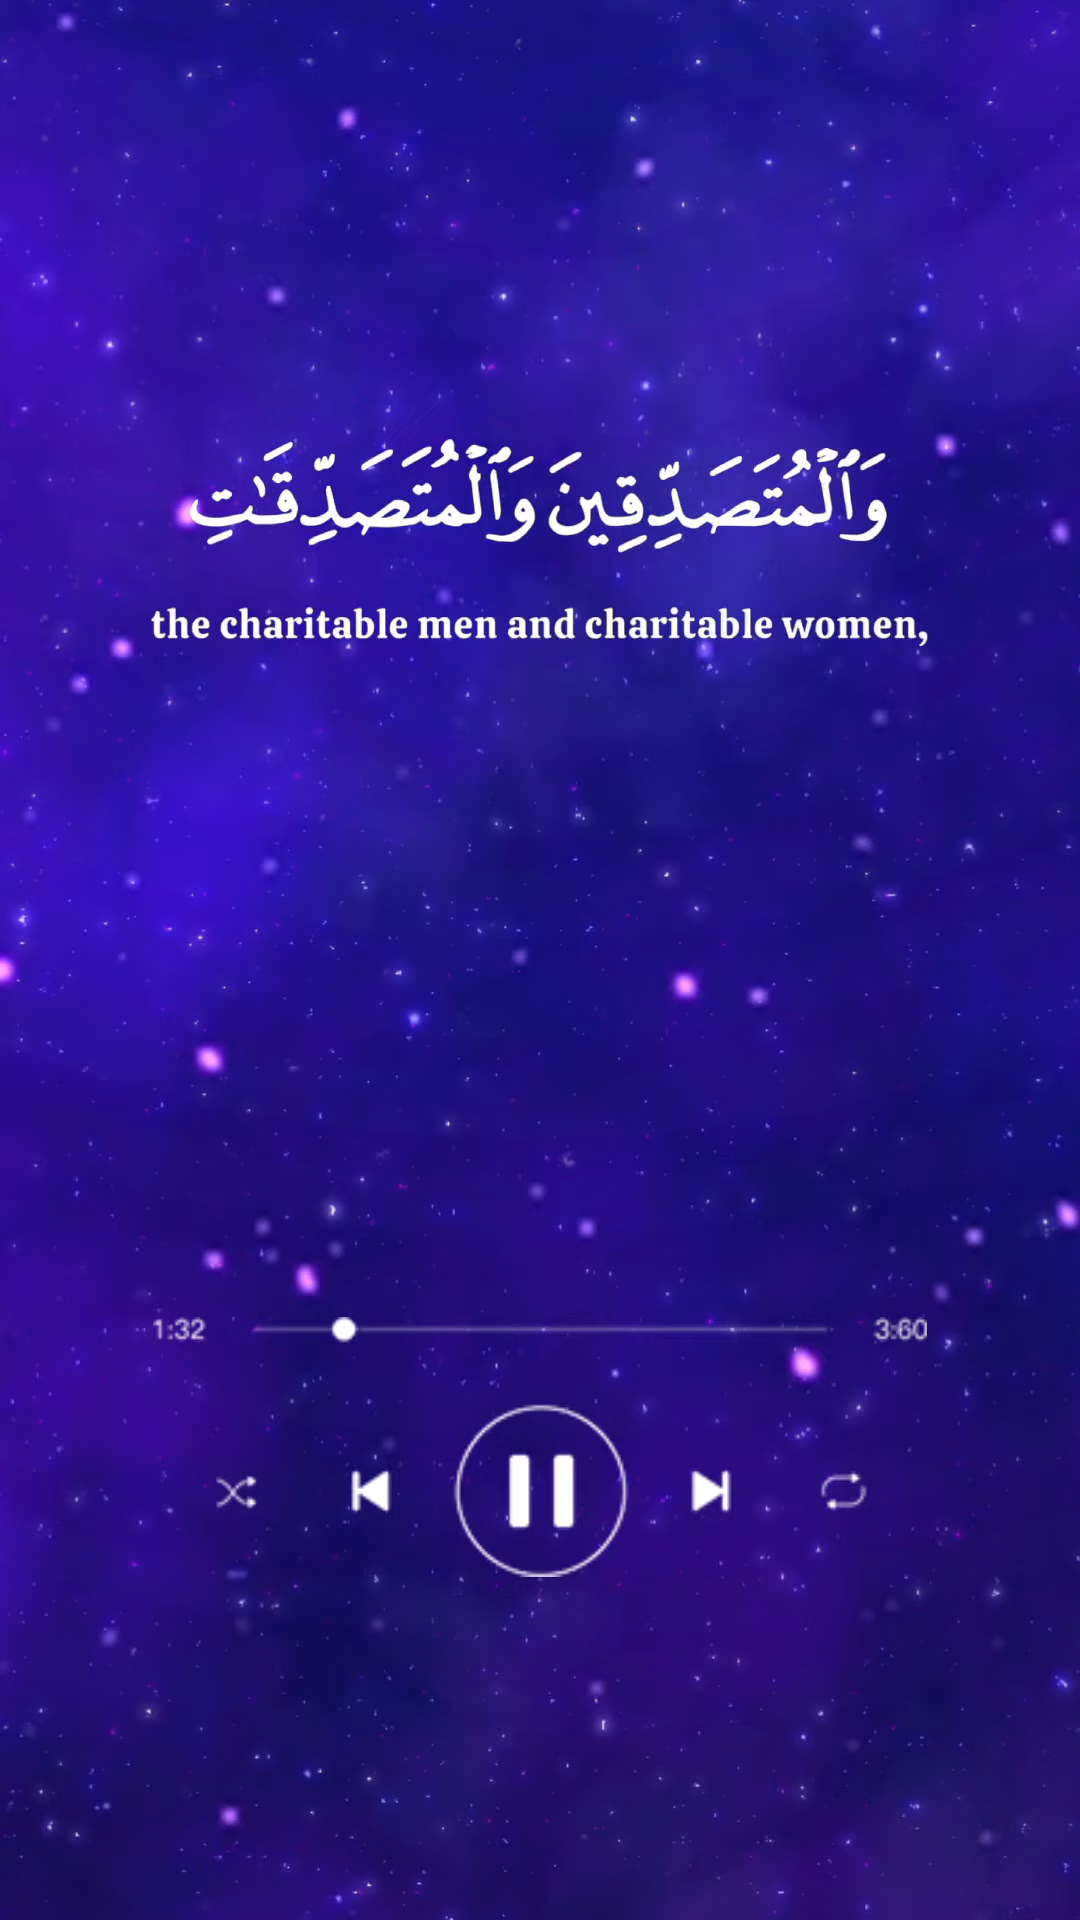 وَٱلْمُتَصَدِّقِينَ وَٱلْمُتَصَدِّقَـٰتِ
the charitable men and charitable women,
1:32 3:60